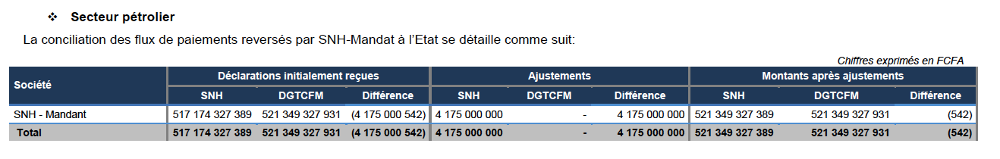 ❖ Secteur pétrolier
La conciliation des flux de paiements reversés par SNH-Mandat à l'Etat se détaille comme suit:
Chiffres exprimés en FCFA
Société Déclarations initialement reçues Ajustements Montants après ajustements
SNH DGTCFM Différence SNH DGTCFM Différence SNH DGTCFM Différence
SNH - Mandant 517 174 327 389 521 349 327 931 (4 175 000 542) 4 175 000 000 - 4 175 000 000 521 349 327 389 521 349 327 931 (542)
Total 517 174 327 389 521 349 327 931 (4 175 000 542) 4 175 000 000 - 4 175 000 000 521 349 327 389 521 349 327 931 (542)